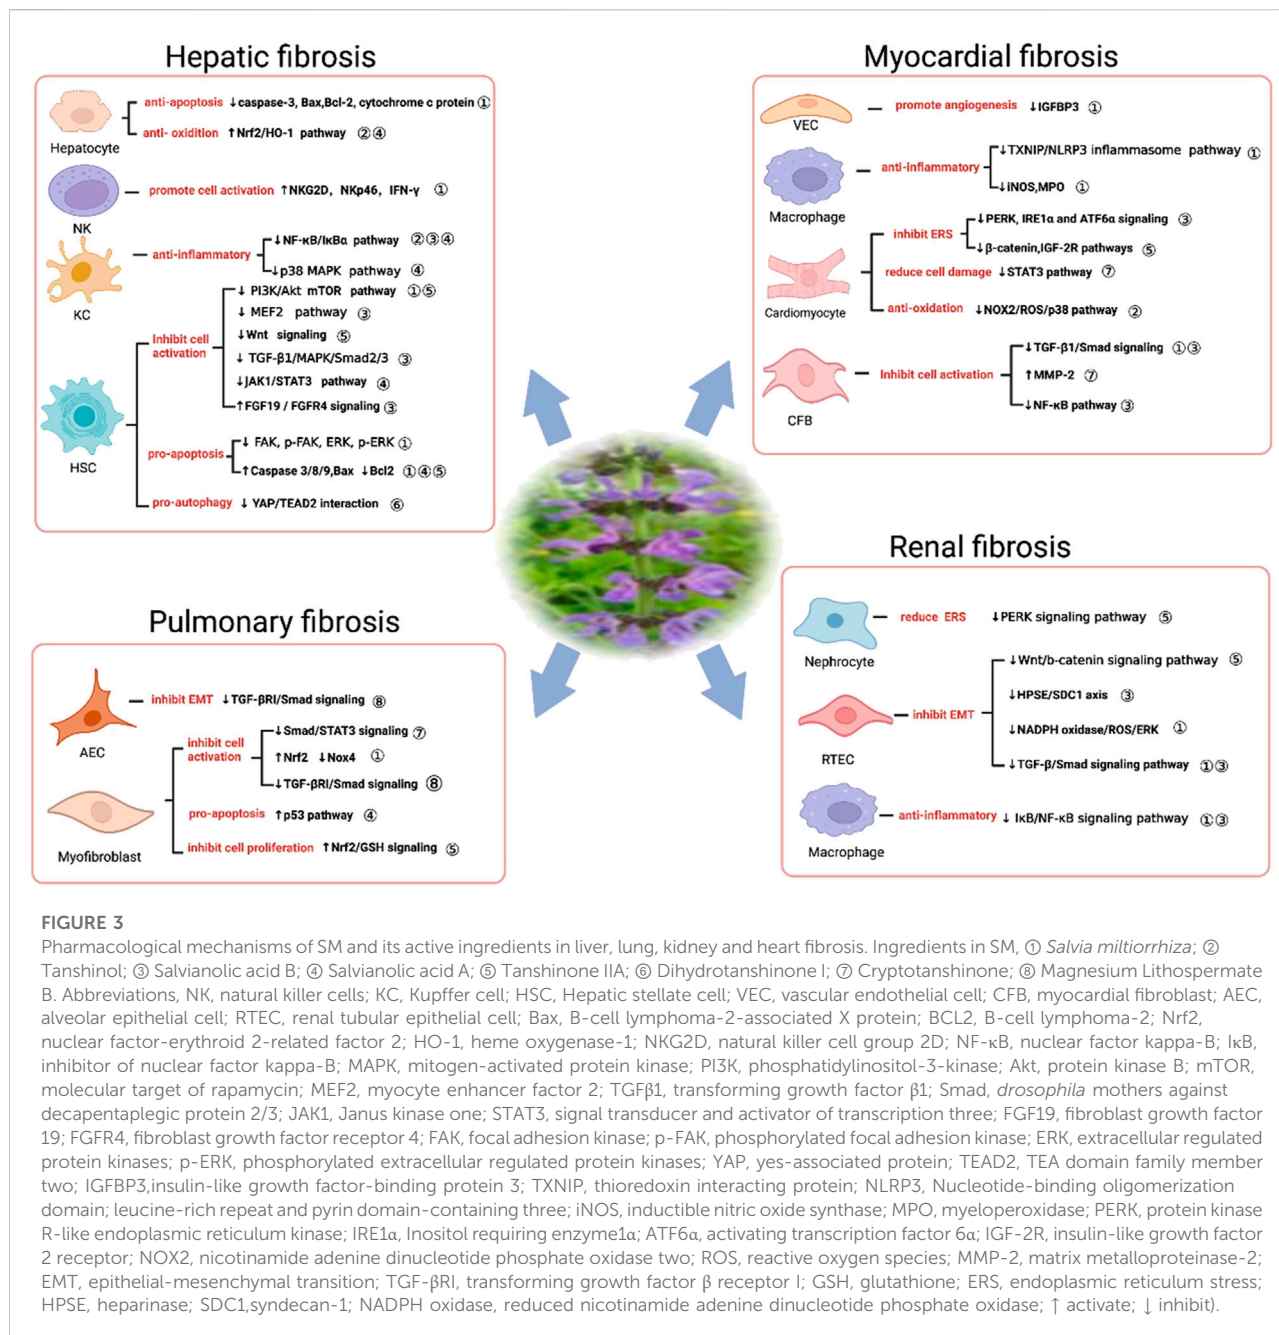 Hepatic fibrosis
Hepatocyte
anti-apoptosis ↓caspase-3, Bax,Bcl-2, cytochrome c protein ①
anti- oxidition ↑Nrf2/HO-1 pathway ②④
NK
promote cell activation ↑NKG2D, NKp46, IFN-γ ①
KC
anti-inflammatory
↓NF-κB/IκBα pathway ②③④
↓p38 MAPK pathway ④
HSC
Inhibit cell
activation
↓ PI3K/Akt mTOR pathway ①⑤
↓ MEF2 pathway ③
↓Wnt signaling ⑤
↓ TGF-β1/MAPK/Smad2/3 ③
↓JAK1/STAT3 pathway ④
↑FGF19 / FGFR4 signaling ③
pro-apoptosis
↓ FAK, p-FAK, ERK, p-ERK ①
↑Caspase 3/8/9,Bax ↓Bcl2 ①④⑤
pro-autophagy ↓ YAP/TEAD2 interaction ⑥
Myocardial fibrosis
VEC
promote angiogenesis ↓IGFBP3 ①
Macrophage
anti-inflammatory
↓TXNIP/NLRP3 inflammasome pathway ①
↓iNOS,MPO ①
Cardiomyocyte
inhibit ERS
↓PERK, IRE1α and ATF6α signaling ③
↓β-catenin,IGF-2R pathways ⑤
reduce cell damage ↓STAT3 pathway ⑦
anti-oxidation ↓NOX2/ROS/p38 pathway ②
CFB
Inhibit cell activation
↓TGF-β1/Smad signaling ①③
↑MMP-2 ⑦
↓NF-κB pathway ③
Pulmonary fibrosis
AEC
inhibit EMT ↓TGF-βRI/Smad signaling ⑧
Myofibroblast
inhibit cell
activation
↓Smad/STAT3 signaling ⑦
↑Nrf2 ↓Nox4 ①
↓TGF-βRI/Smad signaling ⑧
pro-apoptosis ↑p53 pathway ④
inhibit cell proliferation ↑Nrf2/GSH signaling ⑤
Renal fibrosis
Nephrocyte
reduce ERS ↓PERK signaling pathway ⑤
RTEC
inhibit EMT
↓Wnt/b-catenin signaling pathway ⑤
↓HPSE/SDC1 axis ③
↓NADPH oxidase/ROS/ERK ①
↓TGF-β/Smad signaling pathway ①③
Macrophage
anti-inflammatory ↓ IκB/NF-κB signaling pathway ①③
FIGURE 3
Pharmacological mechanisms of SM and its active ingredients in liver, lung, kidney and heart fibrosis. Ingredients in SM, ① Salvia miltiorrhiza; ②
Tanshinol; ③ Salvianolic acid B; ④ Salvianolic acid A; ⑤ Tanshinone IIA; ⑥ Dihydrotanshinone I; ⑦ Cryptotanshinone; ⑧ Magnesium Lithospermate
B. Abbreviations, NK, natural killer cells; KC, Kupffer cell; HSC, Hepatic stellate cell; VEC, vascular endothelial cell; CFB, myocardial fibroblast; AEC,
alveolar epithelial cell; RTEC, renal tubular epithelial cell; Bax, B-cell lymphoma-2-associated X protein; BCL2, B-cell lymphoma-2; Nrf2,
nuclear factor-erythroid 2-related factor 2; HO-1, heme oxygenase-1; NKG2D, natural killer cell group 2D; NF-κB, nuclear factor kappa-B; IκB,
inhibitor of nuclear factor kappa-B; MAPK, mitogen-activated protein kinase; PI3K, phosphatidylinositol-3-kinase; Akt, protein kinase B; mTOR,
molecular target of rapamycin; MEF2, myocyte enhancer factor 2; TGFβ1, transforming growth factor β1; Smad, drosophila mothers against
decapentaplegic protein 2/3; JAK1, Janus kinase one; STAT3, signal transducer and activator of transcription three; FGF19, fibroblast growth factor
19; FGFR4, fibroblast growth factor receptor 4; FAK, focal adhesion kinase; p-FAK, phosphorylated focal adhesion kinase; ERK, extracellular regulated
protein kinases; p-ERK, phosphorylated extracellular regulated protein kinases; YAP, yes-associated protein; TEAD2, TEA domain family member
two; IGFBP3,insulin-like growth factor-binding protein 3; TXNIP, thioredoxin interacting protein; NLRP3, Nucleotide-binding oligomerization
domain; leucine-rich repeat and pyrin domain-containing three; iNOS, inductible nitric oxide synthase; MPO, myeloperoxidase; PERK, protein kinase
R-like endoplasmic reticulum kinase; IRE1α, Inositol requiring enzyme1α; ATF6α, activating transcription factor 6α; IGF-2R, insulin-like growth factor
2 receptor; NOX2, nicotinamide adenine dinucleotide phosphate oxidase two; ROS, reactive oxygen species; MMP-2, matrix metalloproteinase-2;
EMT, epithelial-mesenchymal transition; TGF-βRI, transforming growth factor β receptor I; GSH, glutathione; ERS, endoplasmic reticulum stress;
HPSE, heparinase; SDC1,syndecan-1; NADPH oxidase, reduced nicotinamide adenine dinucleotide phosphate oxidase; ↑ activate; ↓ inhibit).